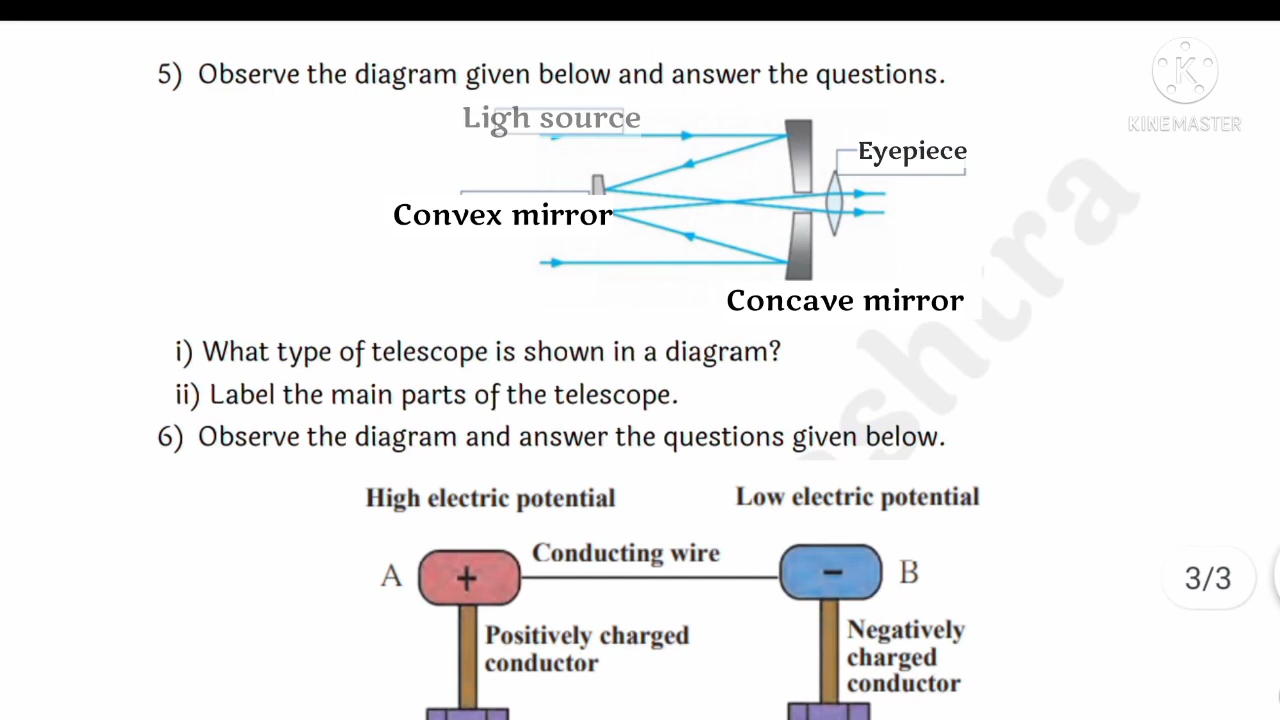 5) Observe the diagram given below and answer the questions.
KINEMASTER
Ligh source
Eyepiece
Convex mirror
Concave mirror
i) What type of telescope is shown in a diagram?
ii) Label the main parts of the telescope.
6) Observe the diagram and answer the questions given below.
High electric potential
Low electric potential
Conducting wire
A + − B
3/3
Positively charged
conductor
Negatively
charged
conductor